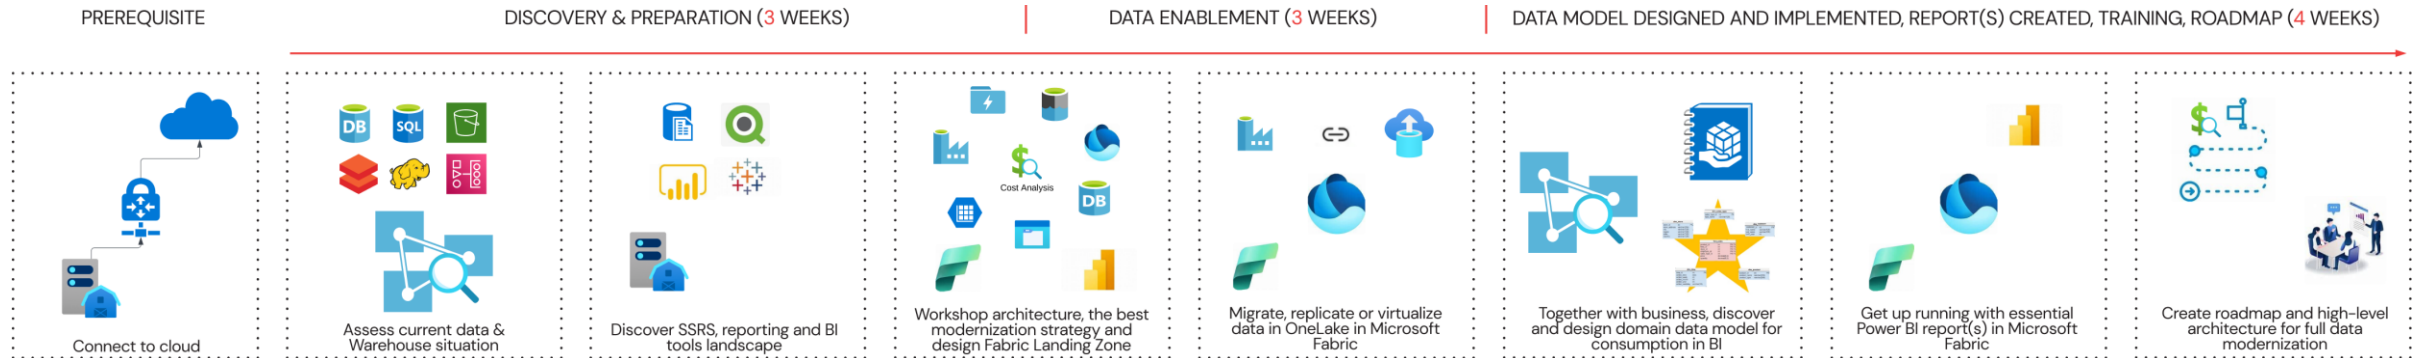 PREREQUISITE
DISCOVERY & PREPARATION (3 WEEKS)
DATA ENABLEMENT (3 WEEKS)
DATA MODEL DESIGNED AND IMPLEMENTED, REPORT(S) CREATED, TRAINING, ROADMAP (4 WEEKS)
Connect to cloud
DB
SQL
Assess current data &
Warehouse situation
Discover SSRS, reporting and BI
tools landscape
Cost Analysis
DB
Workshop architecture, the best
modernization strategy and
design Fabric Landing Zone
Migrate, replicate or virtualize
data in OneLake in Microsoft
Fabric
Together with business, discover
and design domain data model for
consumption in BI
Get up running with essential
Power BI report(s) in Microsoft
Fabric
Create roadmap and high-level
architecture for full data
modernization